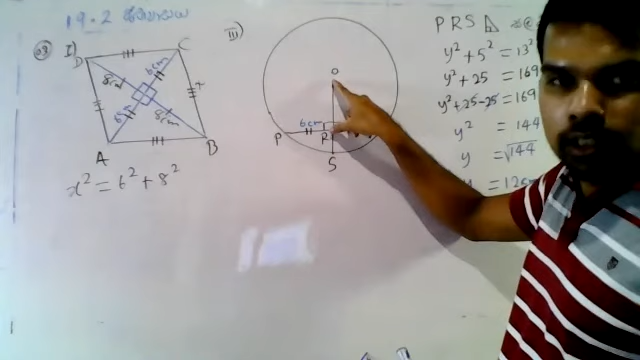 19.2
03 I)
D
C
8cm
6cm
6cm
8cm
x
A
B
x² = 6² + 8²
III)
O
6cm
P
R
S
P R S
y² + 5² = 13²
y² + 25 = 169
y² + 25 - 25 = 169
y² = 144
y = √144
= 12cm